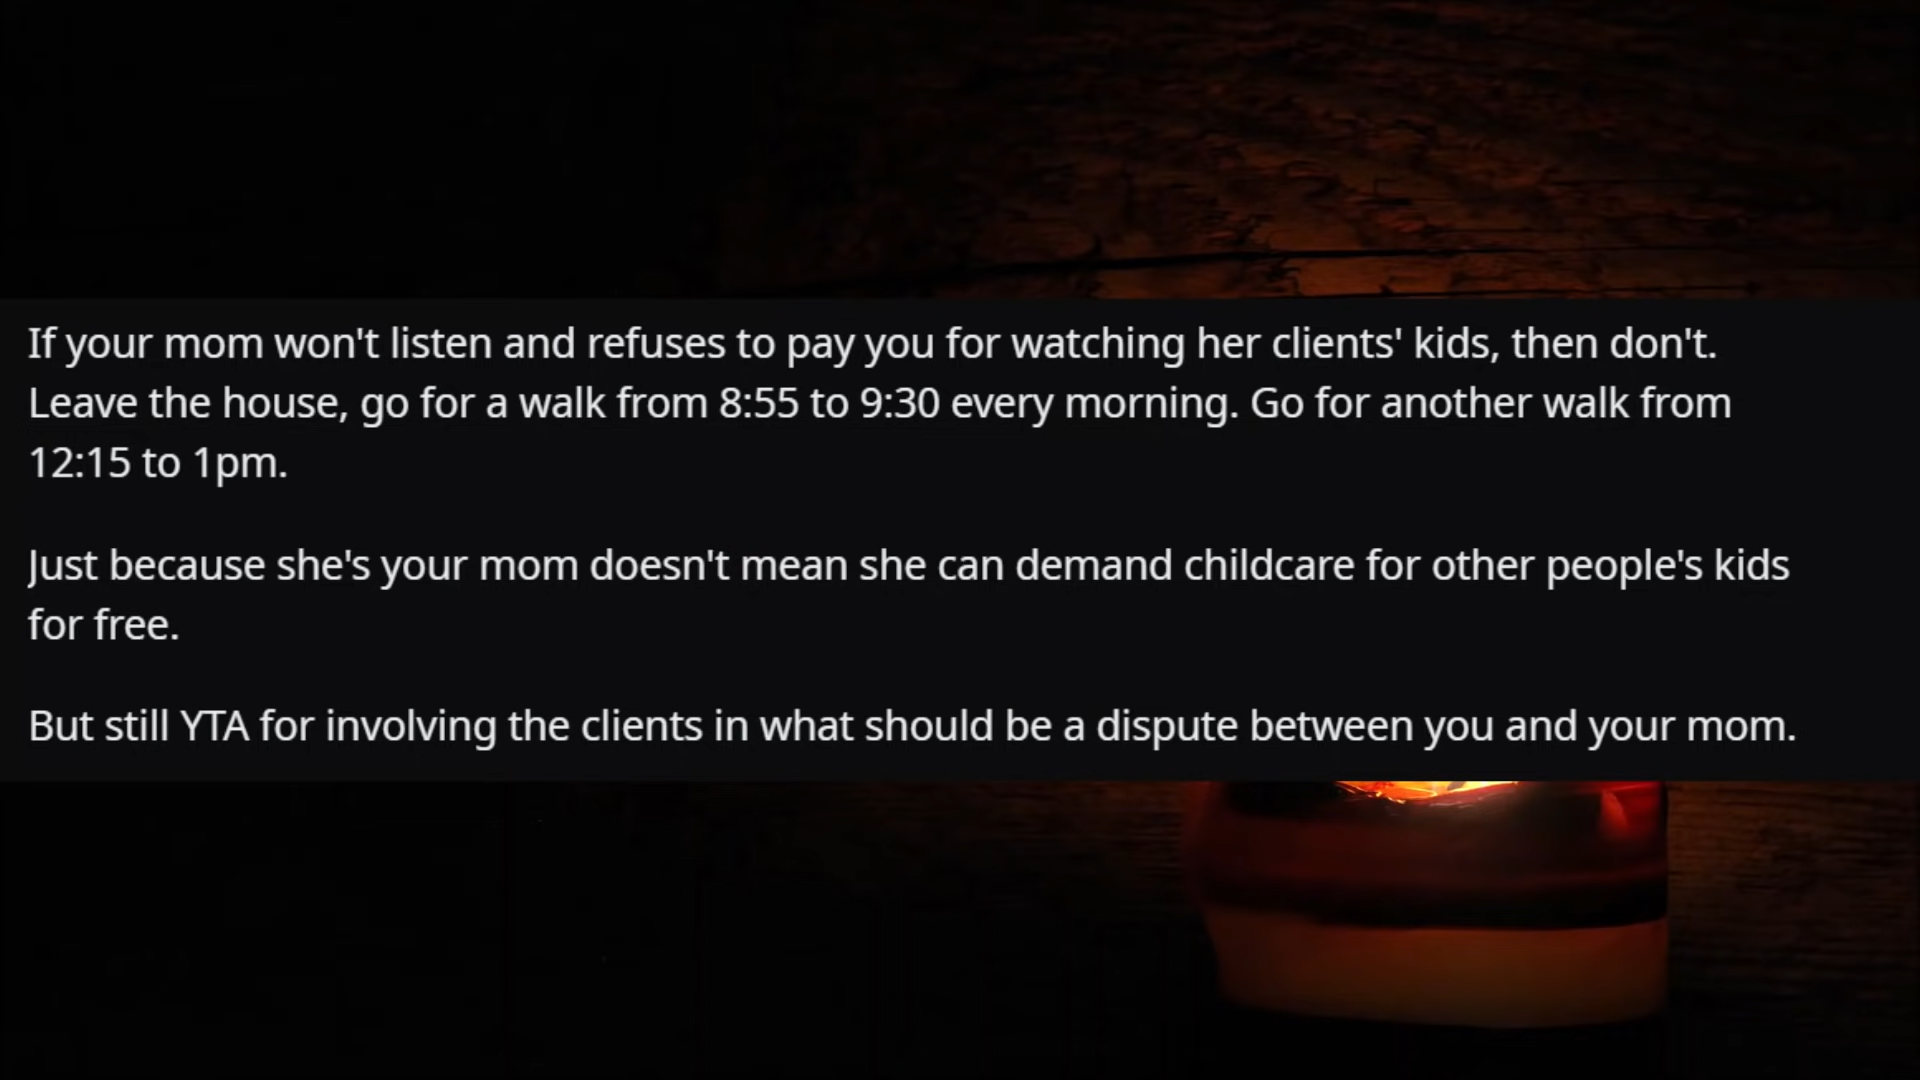 If your mom won't listen and refuses to pay you for watching her clients' kids, then don't.
Leave the house, go for a walk from 8:55 to 9:30 every morning. Go for another walk from
12:15 to 1pm.
Just because she's your mom doesn't mean she can demand childcare for other people's kids
for free.
But still YTA for involving the clients in what should be a dispute between you and your mom.